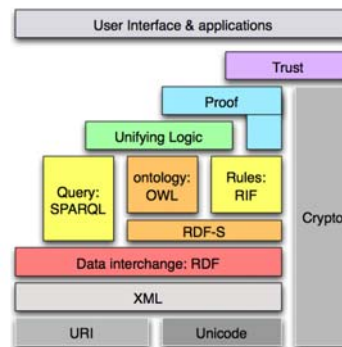 User Interface & applications
Trust
Proof
Unifying Logic
Query:
SPARQL
ontology:
OWL
Rules:
RIF
RDF-S
Crypto
Data interchange: RDF
XML
URI
Unicode